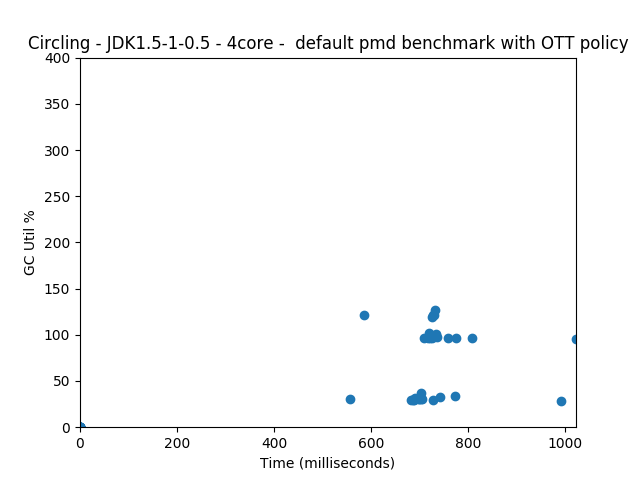 Circling - JDK1.5-1-0.5 - 4core -  default pmd benchmark with OTT policy
400
350
300
250
200
150
100
50
0
GC Util %
0 200 400 600 800 1000
Time (milliseconds)